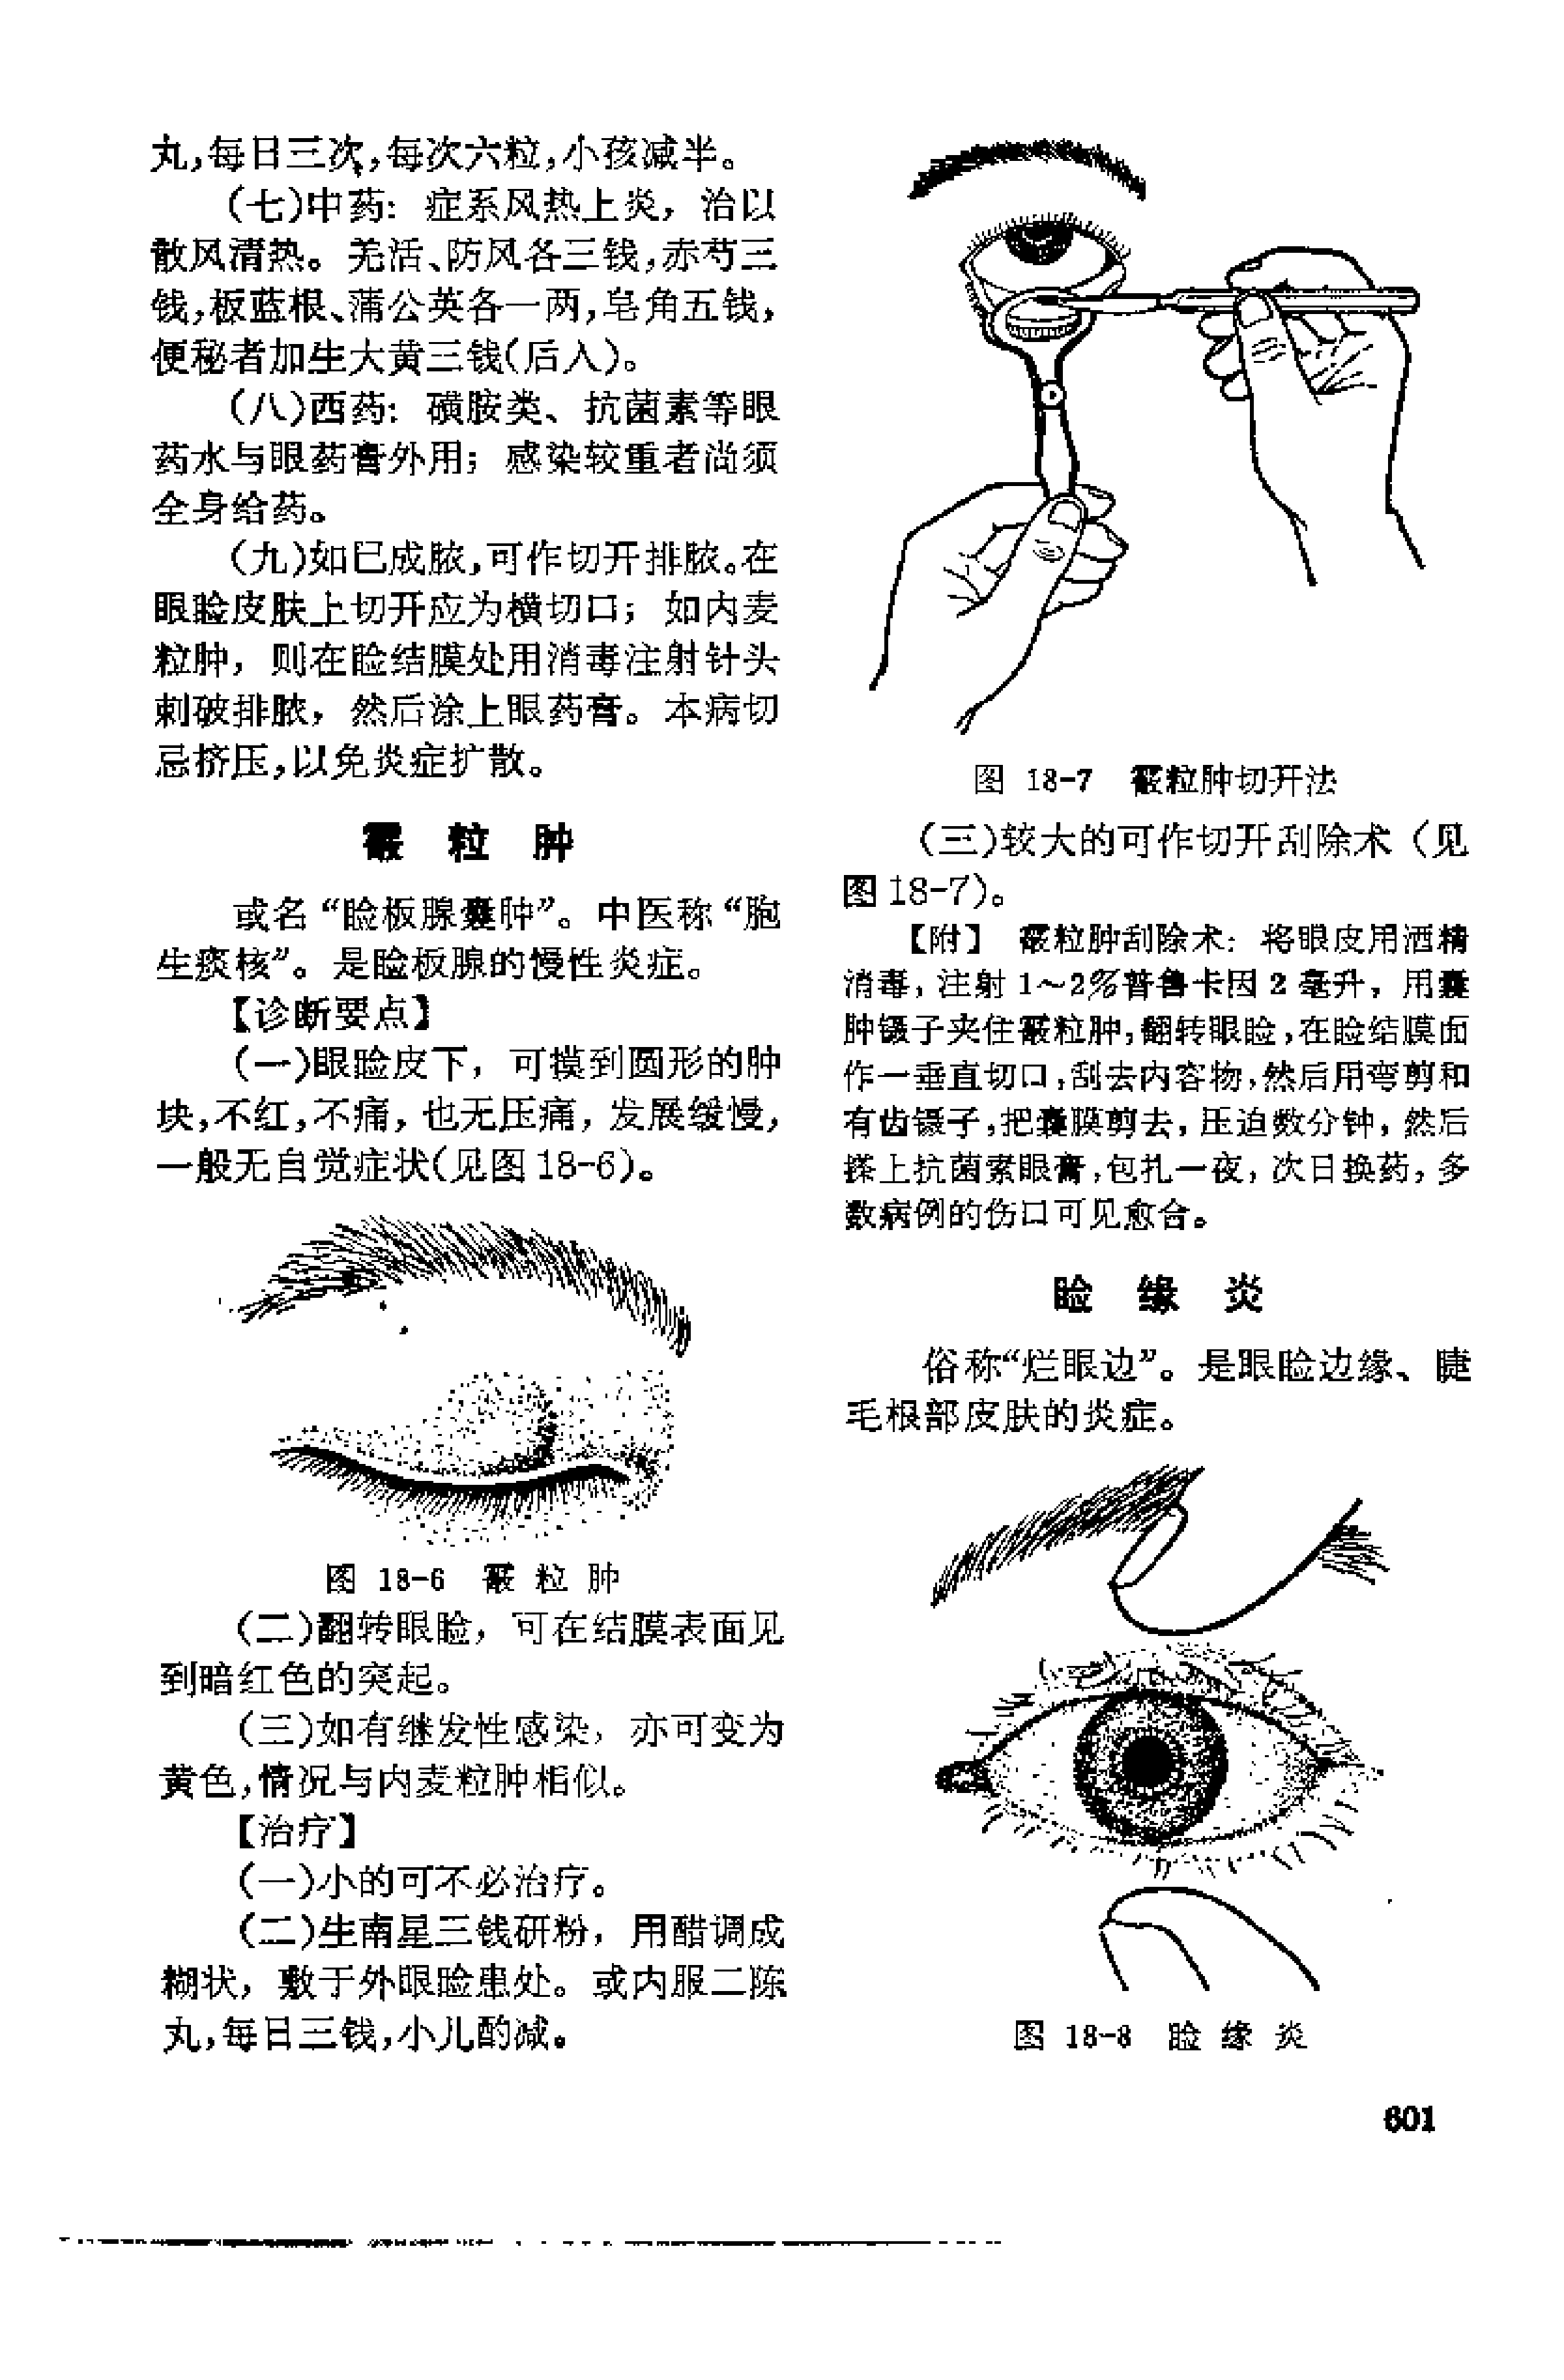 丸,每日三次,每次六粒,小孩减半。
(七)中药: 症系风热上炎, 治以
散风清热。羌活、防风各三钱,赤芍三
钱,板蓝根、蒲公英各一两,皂角五钱,
便秘者加生大黄三钱(后入)。
(八)西药: 磺胺类、抗菌素等眼
药水与眼药膏外用; 感染较重者尚须
全身给药。
(九)如已成脓,可作切开排脓。在
眼睑皮肤上切开应为横切口; 如内麦
粒肿, 则在睑结膜处用消毒注射针头
刺破排脓, 然后涂上眼药膏。本病切
忌挤压,以免炎症扩散。
霰粒肿
或名“睑板腺囊肿”。中医称“胞
生痰核”。是睑板腺的慢性炎症。
【诊断要点】
(一)眼睑皮下, 可摸到圆形的肿
块,不红,不痛, 也无压痛, 发展缓慢,
一般无自觉症状(见图18-6)。
图 18-6 霰粒肿
(二)翻转眼睑, 可在结膜表面见
到暗红色的突起。
(三)如有继发性感染, 亦可变为
黄色,情况与内麦粒肿相似。
【治疗】
(一)小的可不必治疗。
(二)生南星三钱研粉, 用醋调成
糊状, 敷于外眼睑患处。或内服二陈
丸,每日三钱,小儿酌减。
图 18-7 霰粒肿切开法
(三)较大的可作切开刮除术(见
图18-7)。
【附】 霰粒肿刮除术: 将眼皮用酒精
消毒, 注射1~2%普鲁卡因2毫升, 用囊
肿镊子夹住霰粒肿,翻转眼睑,在睑结膜面
作一垂直切口,刮去内容物,然后用弯剪和
有齿镊子,把囊膜剪去, 压迫数分钟, 然后
搽上抗菌素眼膏,包扎一夜, 次日换药, 多
数病例的伤口可见愈合。
睑缘炎
俗称“烂眼边”。是眼睑边缘、睫
毛根部皮肤的炎症。
图 18-8 睑缘炎
601